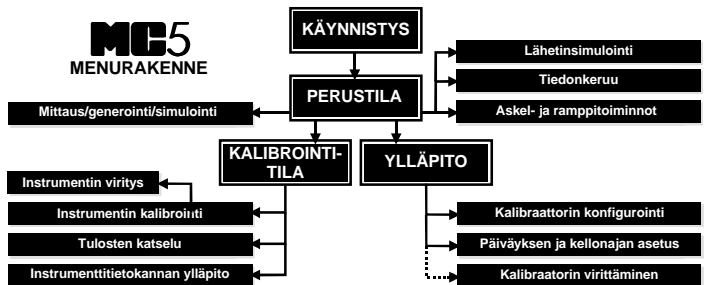 MC5
MENURAKENNE
KÄYNNISTYS
PERUSTILA
Lähetinsimulointi
Tiedonkeruu
Askel- ja ramppitoiminnot
Mittaus/generointi/simulointi
KALIBROINTI-
TILA
YLLÄPITO
Instrumentin viritys
Instrumentin kalibrointi
Tulosten katselu
Instrumenttitietokannan ylläpito
Kalibraattorin konfigurointi
Päiväyksen ja kellonajan asetus
Kalibraatorin virittäminen